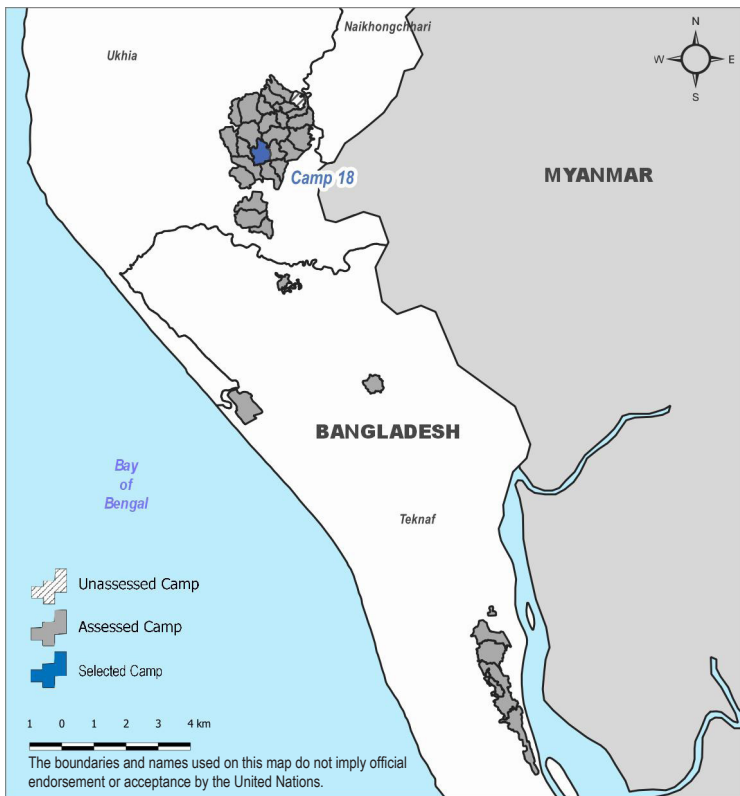 Naikhongchhari
Ukhia
N
W E
S
MYANMAR
Camp 18
BANGLADESH
Bay
of
Bengal
Teknaf
Unassessed Camp
Assessed Camp
Selected Camp
1 0 1 2 3 4 km
The boundaries and names used on this map do not imply official
endorsement or acceptance by the United Nations.